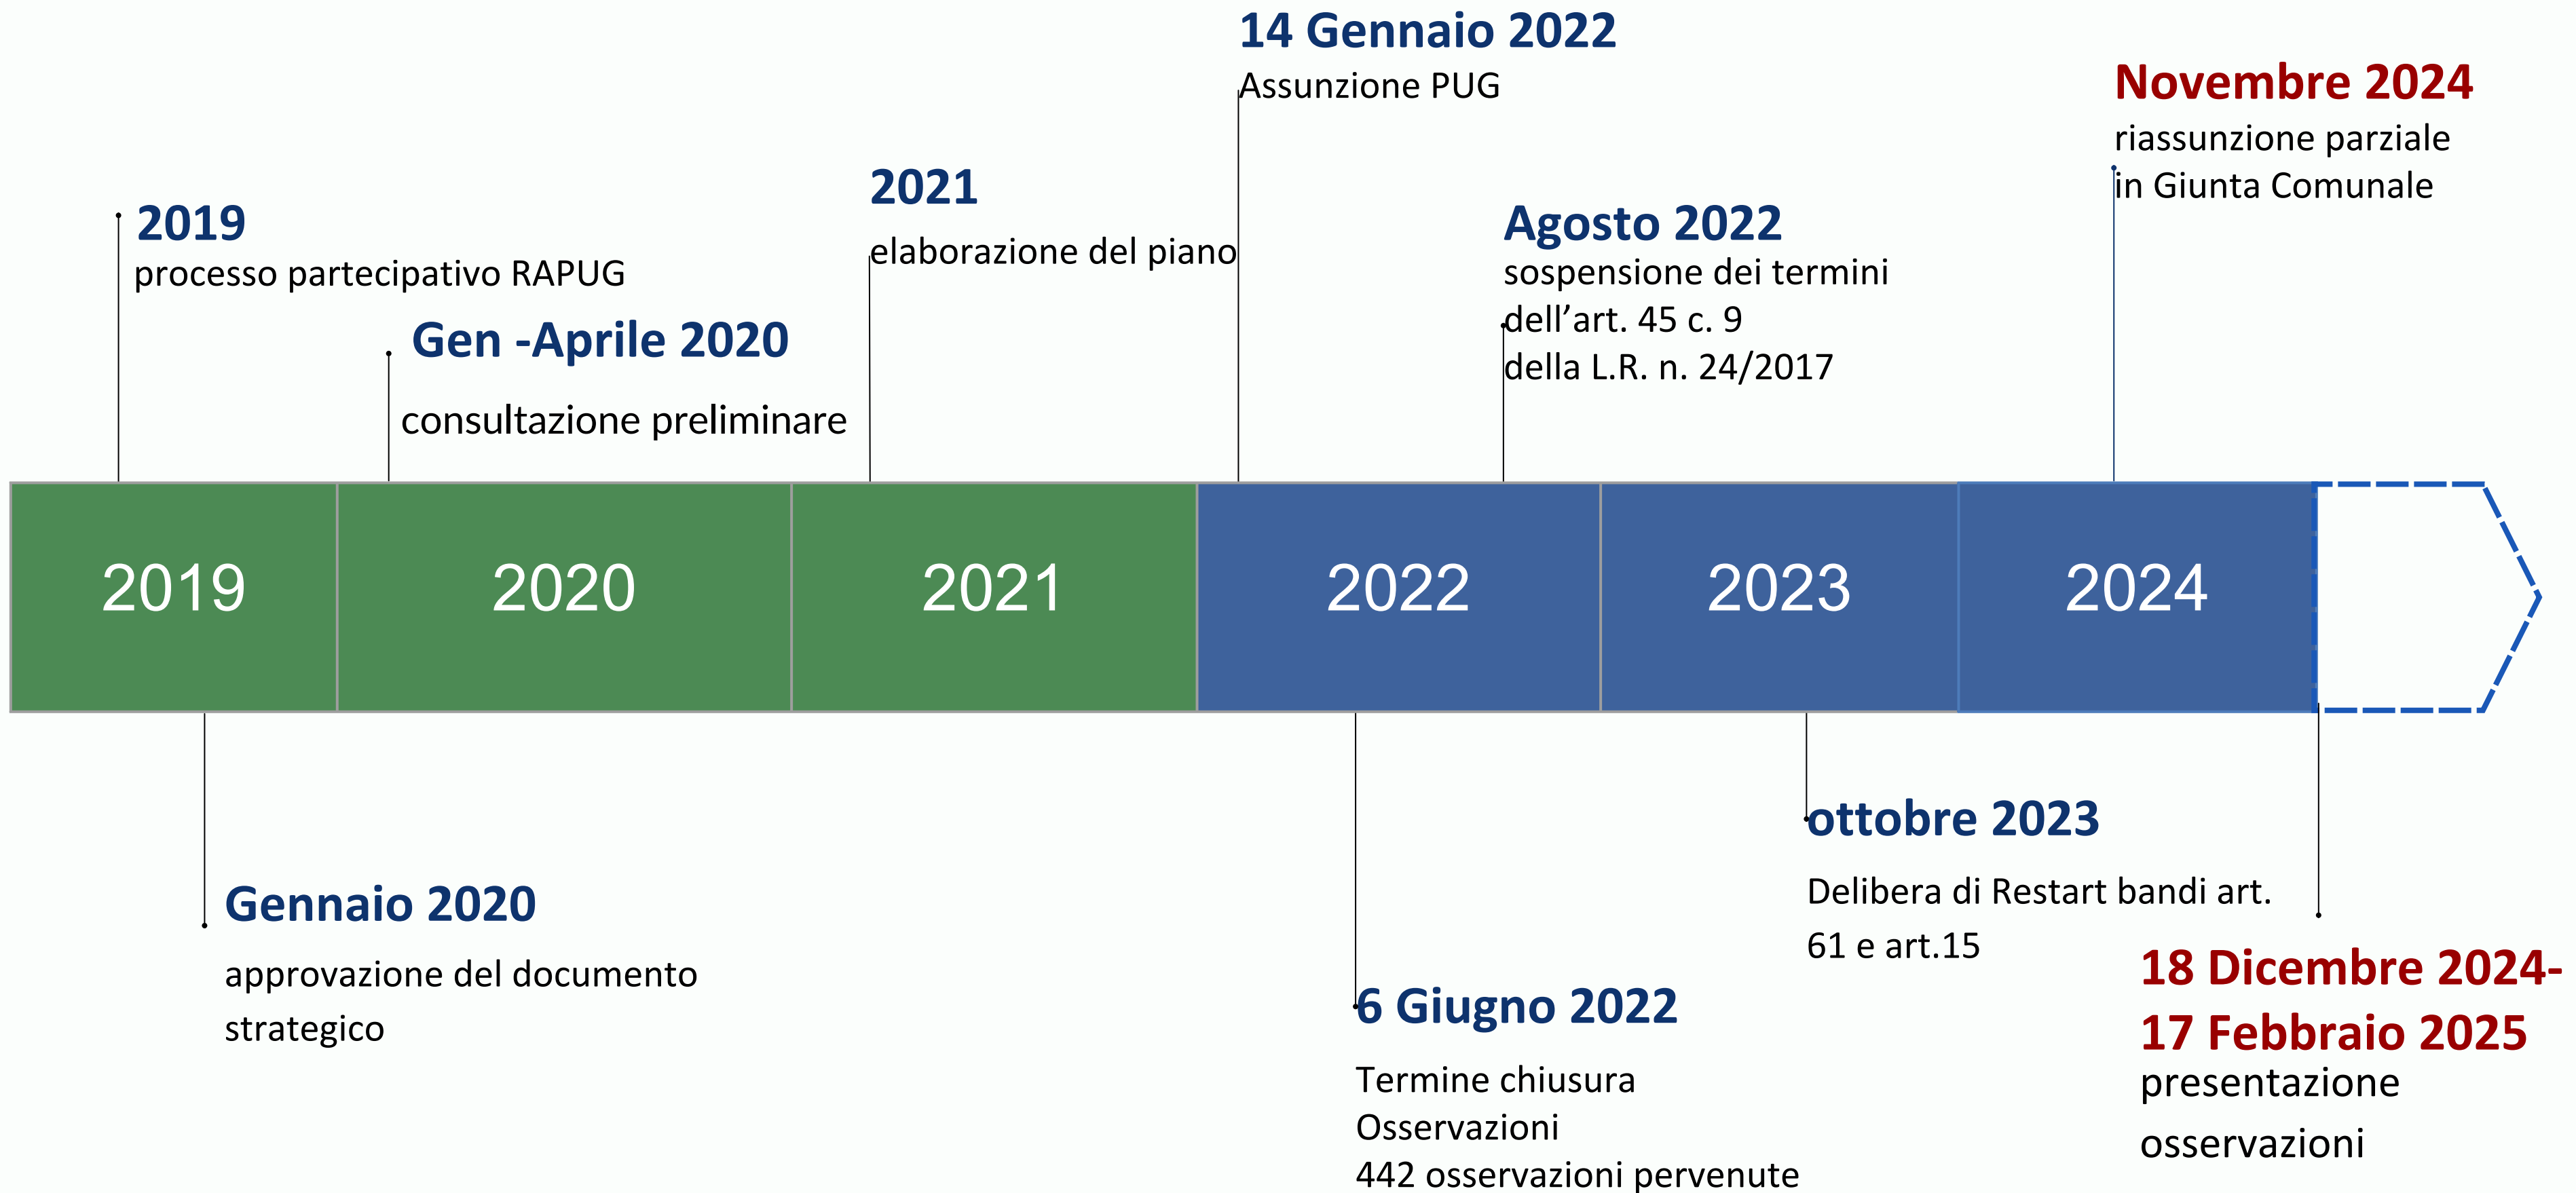 14 Gennaio 2022
Assunzione PUG
Novembre 2024
riassunzione parziale
in Giunta Comunale
2021
elaborazione del piano
2019
processo partecipativo RAPUG
Agosto 2022
sospensione dei termini
dell’art. 45 c. 9
della L.R. n. 24/2017
Gen -Aprile 2020
consultazione preliminare
2019
2020
2021
2022
2023
2024
Gennaio 2020
approvazione del documento
strategico
6 Giugno 2022
Termine chiusura
Osservazioni
442 osservazioni pervenute
ottobre 2023
Delibera di Restart bandi art.
61 e art.15
18 Dicembre 2024-
17 Febbraio 2025
presentazione
osservazioni